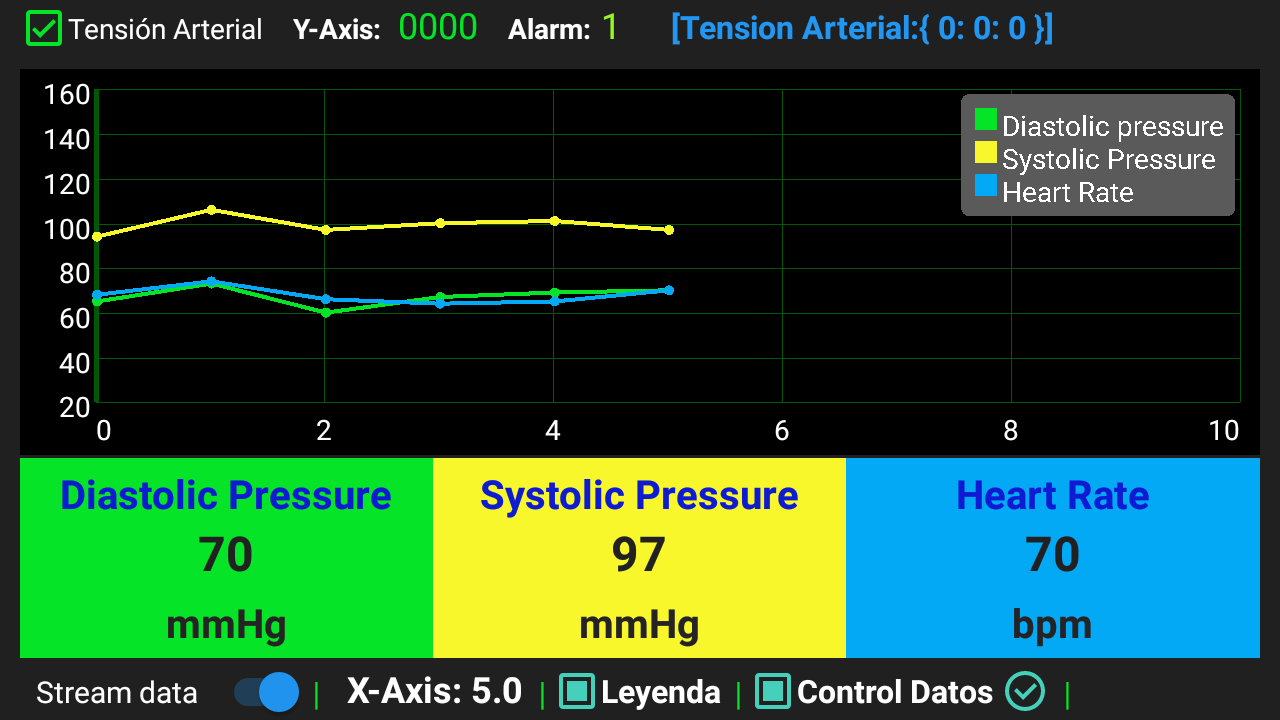 Tensión Arterial Y-Axis: 0000 Alarm: 1 [Tension Arterial:{ 0: 0: 0 }]
160
140
120
100
80
60
40
20
0 2 4 6 8 10
Diastolic pressure
Systolic Pressure
Heart Rate
Diastolic Pressure
70
mmHg
Systolic Pressure
97
mmHg
Heart Rate
70
bpm
Stream data | X-Axis: 5.0 | Leyenda | Control Datos |